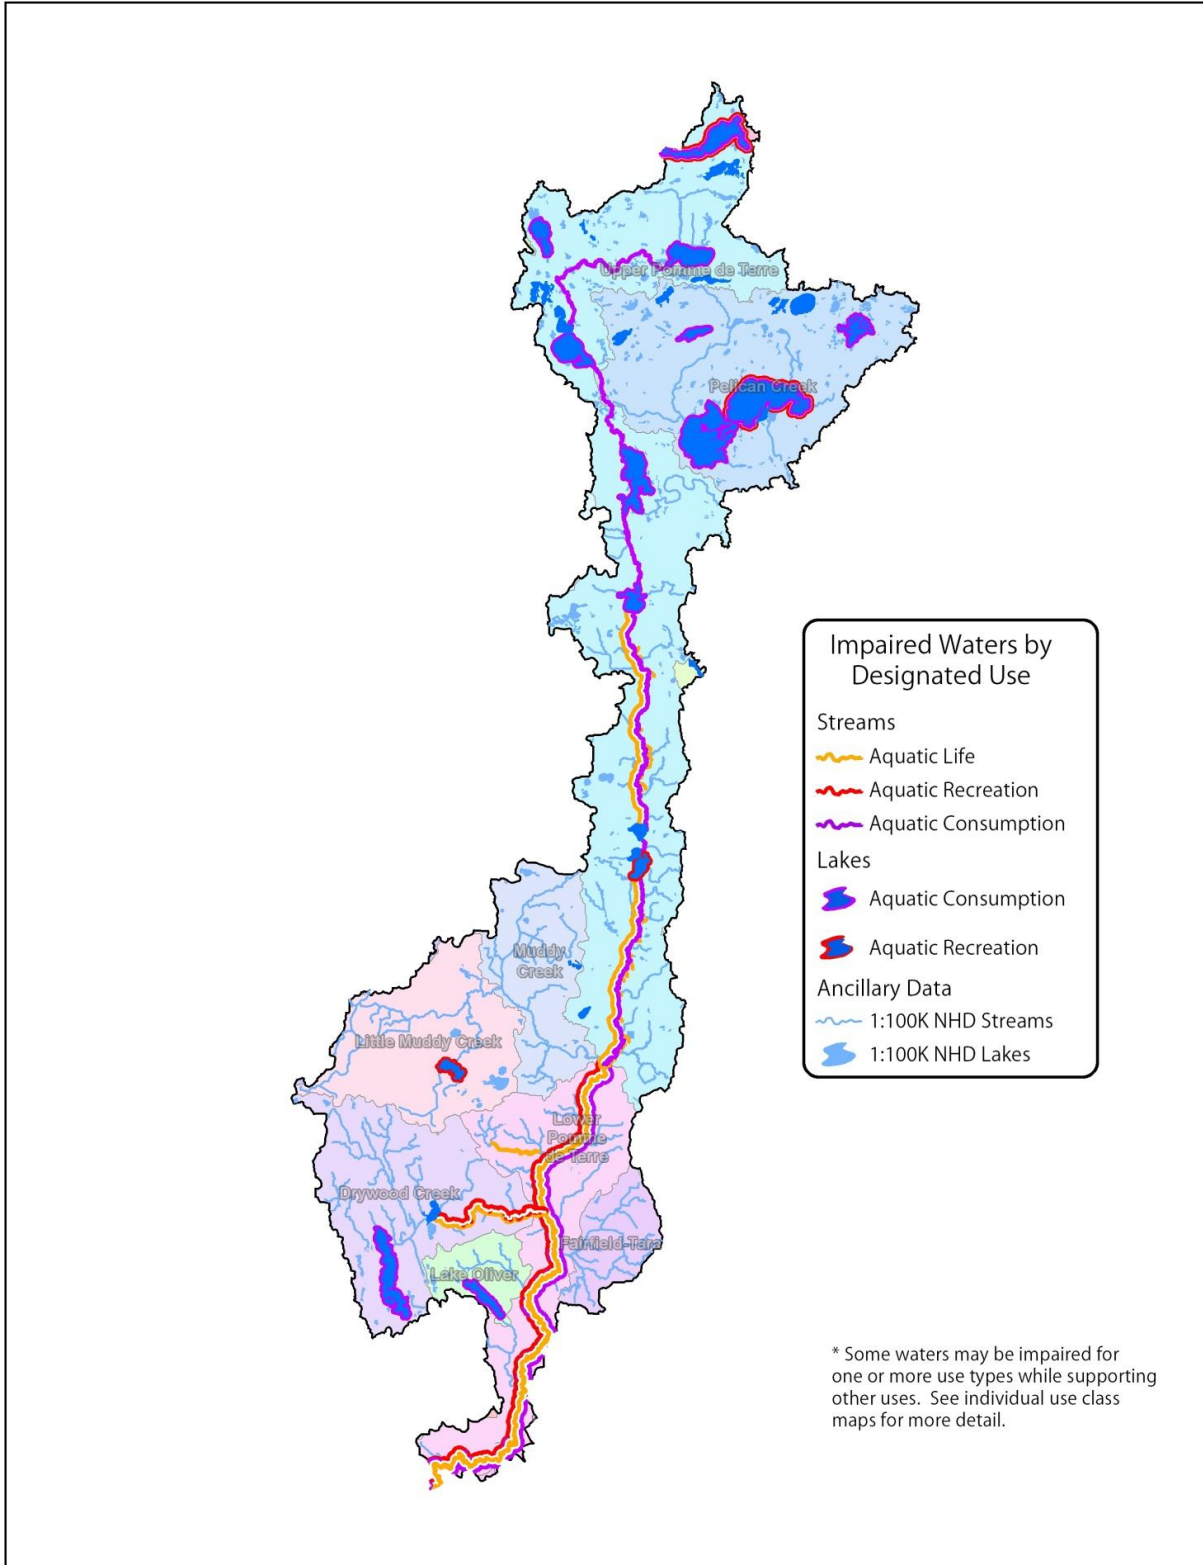 Upper Pomme de Terre
Pelican Creek
Impaired Waters by
Designated Use
Streams
Aquatic Life
Aquatic Recreation
Aquatic Consumption
Lakes
Aquatic Consumption
Aquatic Recreation
Ancillary Data
1:100K NHD Streams
1:100K NHD Lakes
Muddy
Creek
Little Muddy Creek
Lower
Pomme
de Terre
Drywood Creek
Fairfield-Tara
Lake Oliver
* Some waters may be impaired for
one or more use types while supporting
other uses. See individual use class
maps for more detail.